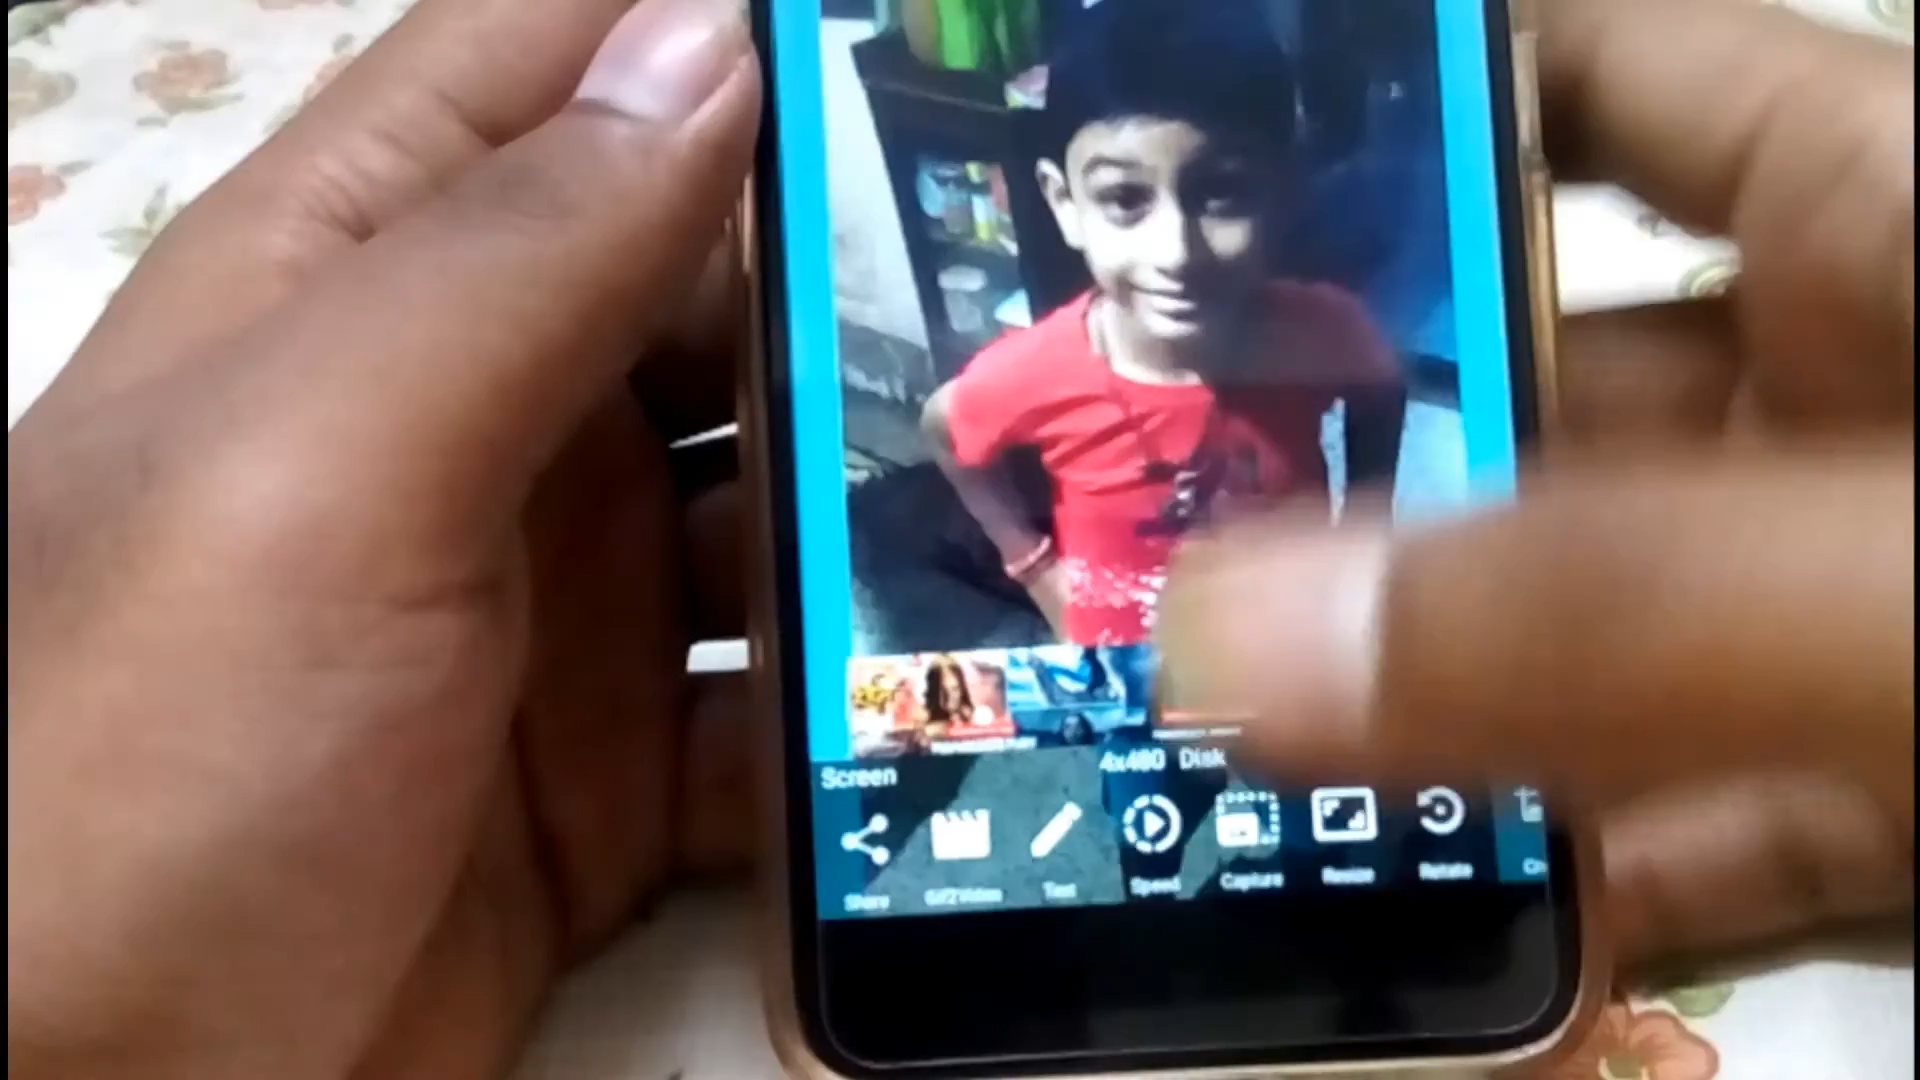 4x480 Disk
Screen
Share
Gif2Video
Text
Speed
Capture
Resize
Rotate